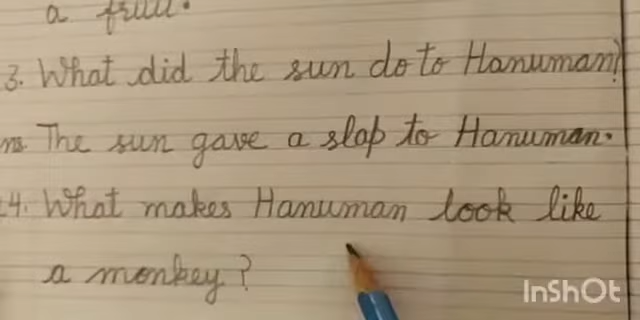 a fruit.
3. What did the sun do to Hanuman?
ns. The sun gave a slap to Hanuman.
4. What makes Hanuman look like
a monkey?
InShOt